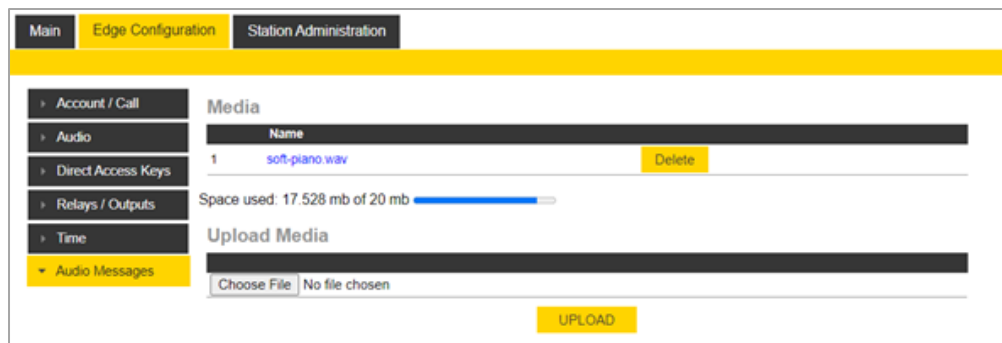 Main Edge Configuration Station Administration
Account / Call
Audio
Direct Access Keys
Relays / Outputs
Time
Audio Messages
Media
Name
1 soft-piano.wav Delete
Space used: 17.528 mb of 20 mb
Upload Media
Choose File No file chosen
UPLOAD